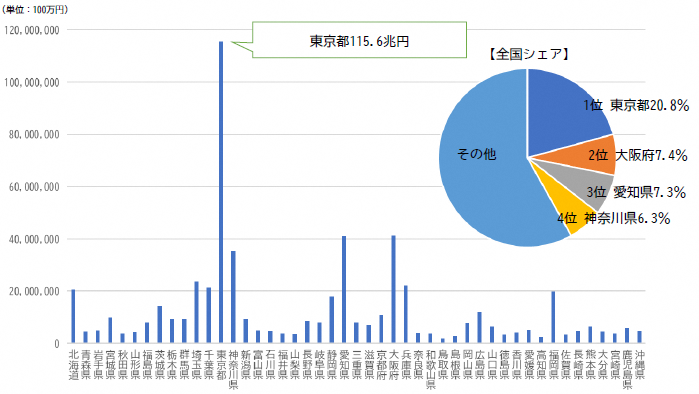 (単位：100万円)
120,000,000
100,000,000
80,000,000
60,000,000
40,000,000
20,000,000
0
東京都115.6兆円
【全国シェア】
1位 東京都20.8%
2位 大阪府7.4%
3位 愛知県7.3%
4位 神奈川県6.3%
その他
北海道
青森県
岩手県
宮城県
秋田県
山形県
福島県
茨城県
栃木県
群馬県
埼玉県
千葉県
東京都
神奈川県
新潟県
富山県
石川県
福井県
山梨県
長野県
岐阜県
静岡県
愛知県
三重県
滋賀県
京都府
大阪府
兵庫県
奈良県
和歌山県
鳥取県
島根県
岡山県
広島県
山口県
徳島県
香川県
愛媛県
高知県
福岡県
佐賀県
長崎県
熊本県
大分県
宮崎県
鹿児島県
沖縄県